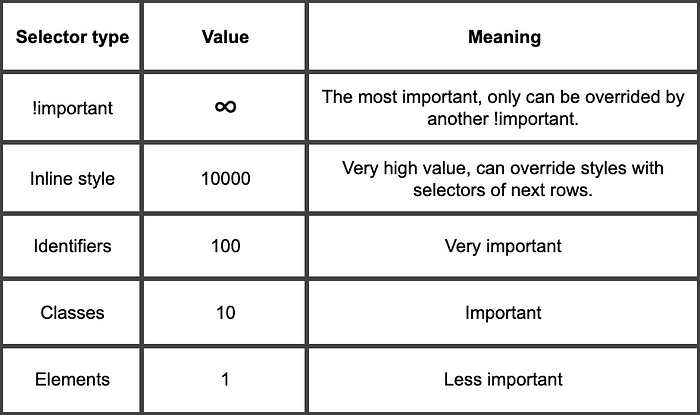 Selector type Value Meaning
!important ∞ The most important, only can be overrided by
another !important.
Inline style 10000 Very high value, can override styles with
selectors of next rows.
Identifiers 100 Very important
Classes 10 Important
Elements 1 Less important